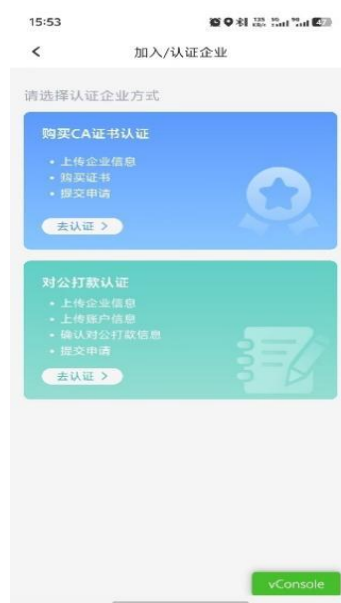 15:53
加入/认证企业
请选择认证企业方式
购买CA证书认证
• 上传企业信息
• 购买证书
• 提交申请
去认证 >
对公打款认证
• 上传企业信息
• 上传账户信息
• 确认对公打款信息
• 提交申请
去认证 >
vConsole